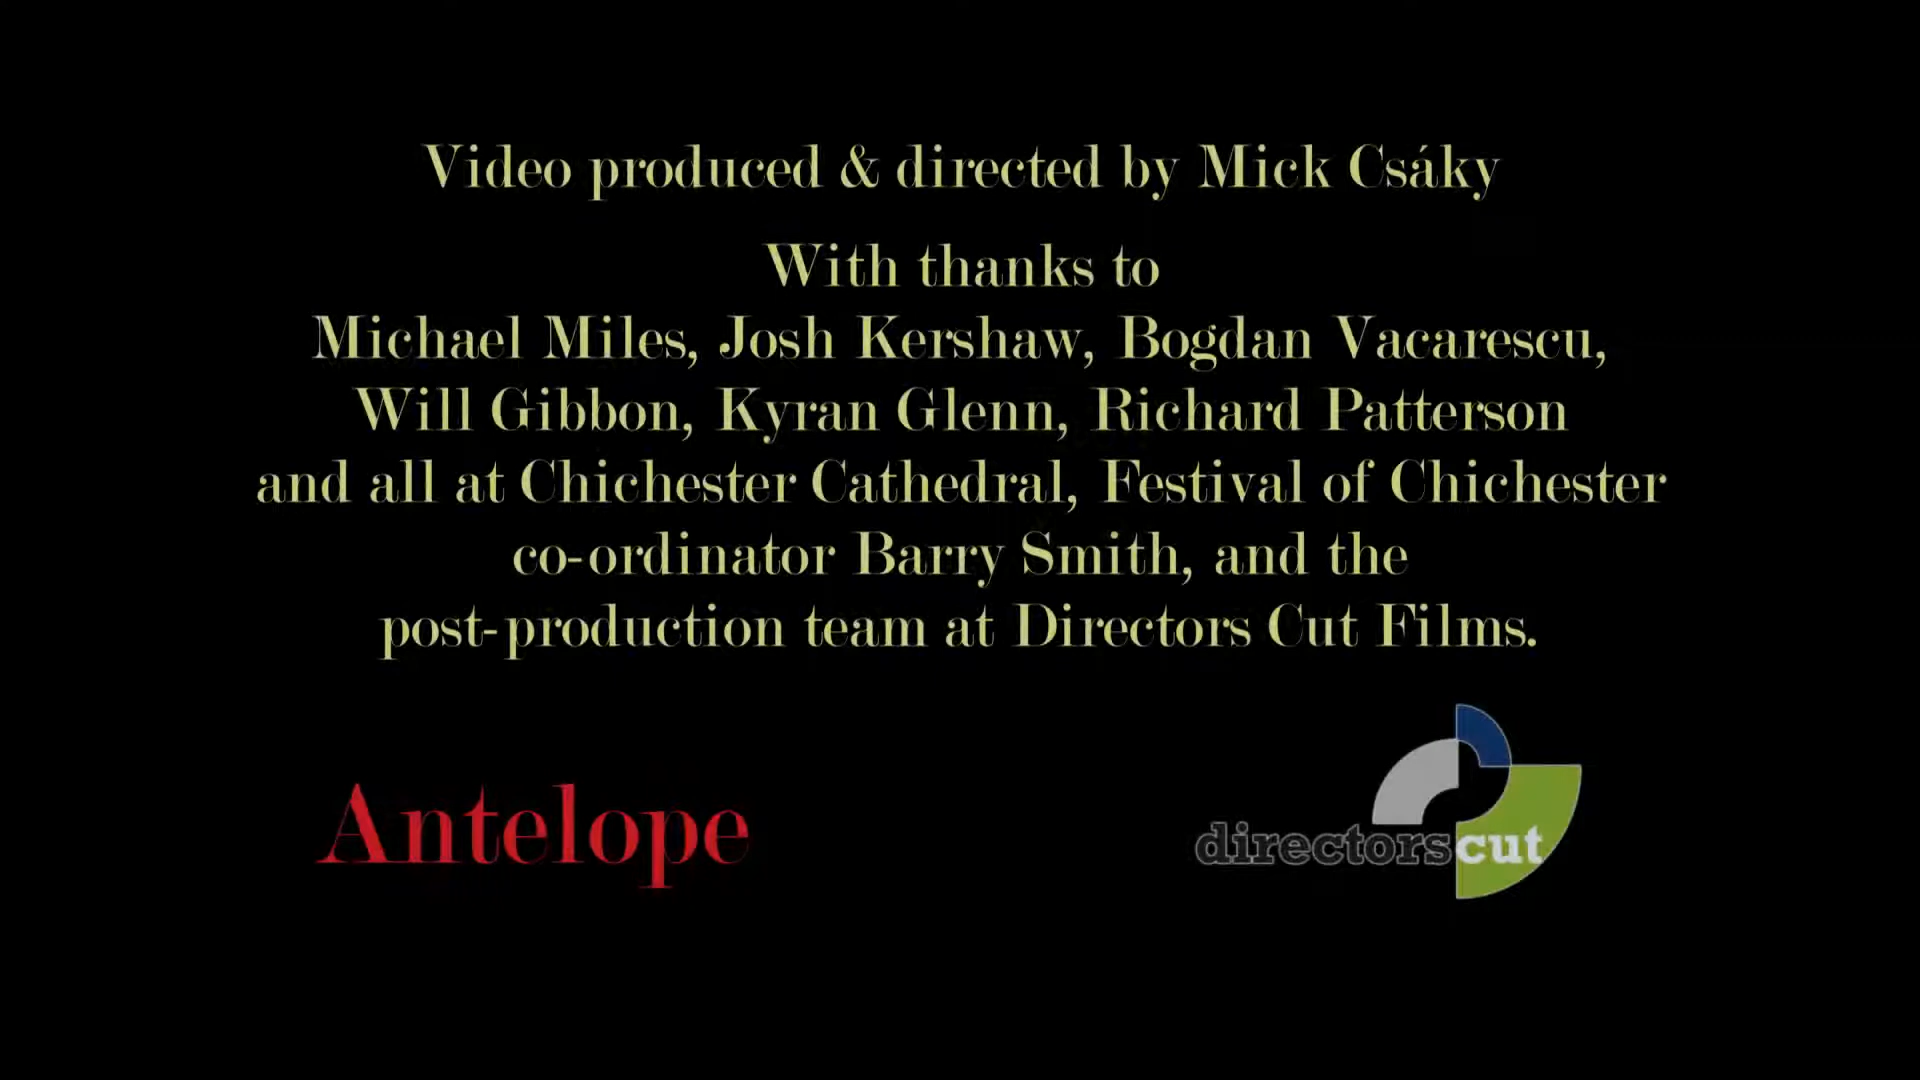 Video produced & directed by Mick Csáky
With thanks to
Michael Miles, Josh Kershaw, Bogdan Vacarescu,
Will Gibbon, Kyran Glenn, Richard Patterson
and all at Chichester Cathedral, Festival of Chichester
co-ordinator Barry Smith, and the
post-production team at Directors Cut Films.
Antelope
directorscut